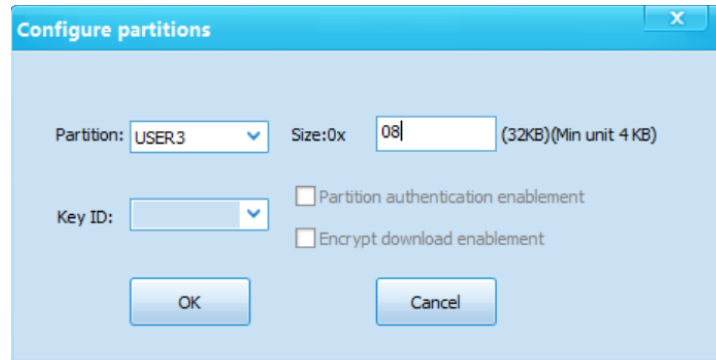 Configure partitions
X
Partition: USER3 Size:0x 08 (32KB)(Min unit 4 KB)
Key ID:
Partition authentication enablement
Encrypt download enablement
OK Cancel